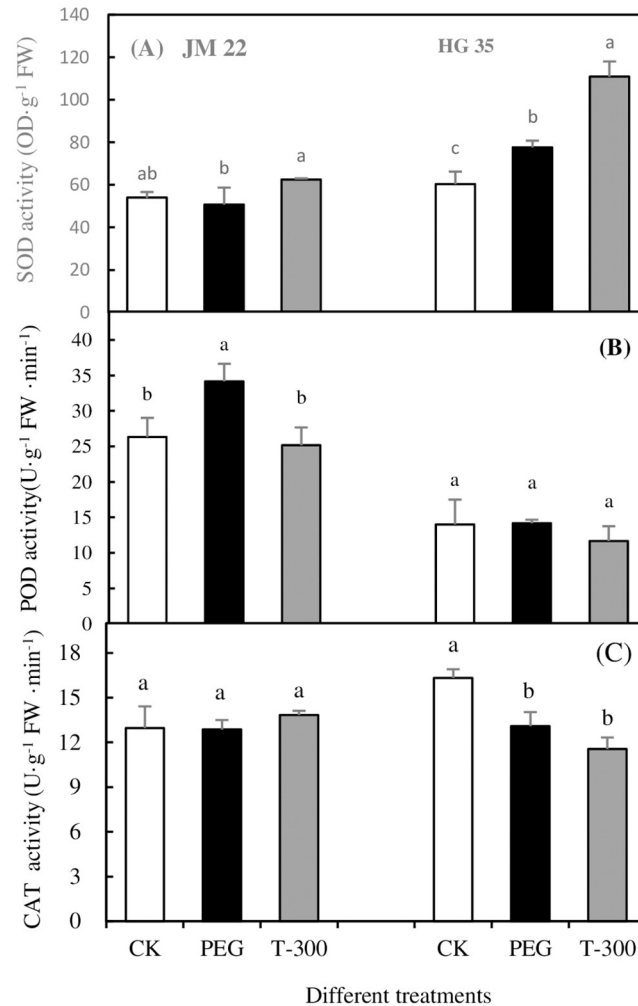 (A) JM 22 HG 35
SOD activity (OD·g⁻¹ FW)
140
120
100
80
60
40
20
0
ab b a c b a
(B)
POD activity(U·g⁻¹ FW ·min⁻¹)
40
35
30
25
20
15
10
5
0
b a b a a a
(C)
CAT activity (U·g⁻¹ FW ·min⁻¹)
18
15
12
9
6
3
0
a a a a b b
CK PEG T-300 CK PEG T-300
Different treatments